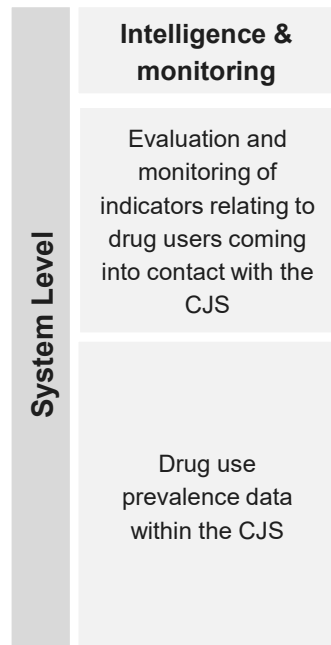 Intelligence &
monitoring
Evaluation and
monitoring of
indicators relating to
drug users coming
into contact with the
CJS
System Level
Drug use
prevalence data
within the CJS